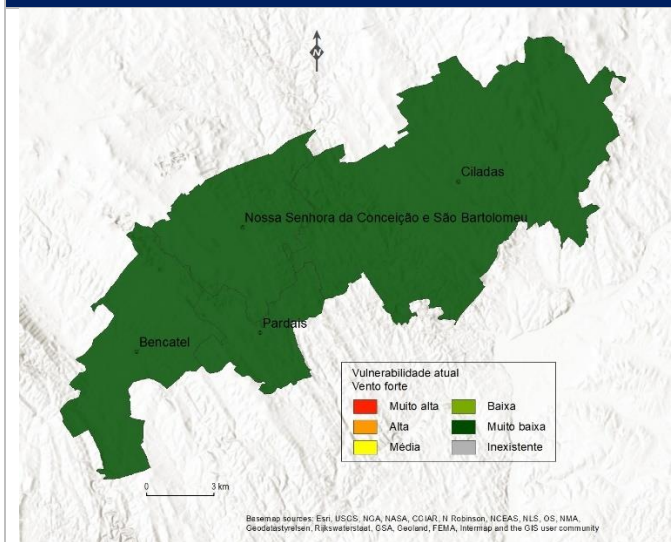 N
Ciladas
Nossa Senhora da Conceição e São Bartolomeu
Pardais
Bencatel
Vulnerabilidade atual
Vento forte
Muito alta
Baixa
Alta
Muito baixa
Média
Inexistente
0 3 km
Basemap sources: Esri, USGS, NGA, NASA, CGIAR, N Robinson, NCEAS, NLS, OS, NMA,
Geodatastyrelsen, Rijkswaterstaat, GSA, Geoland, FEMA, Intermap and the GIS user community